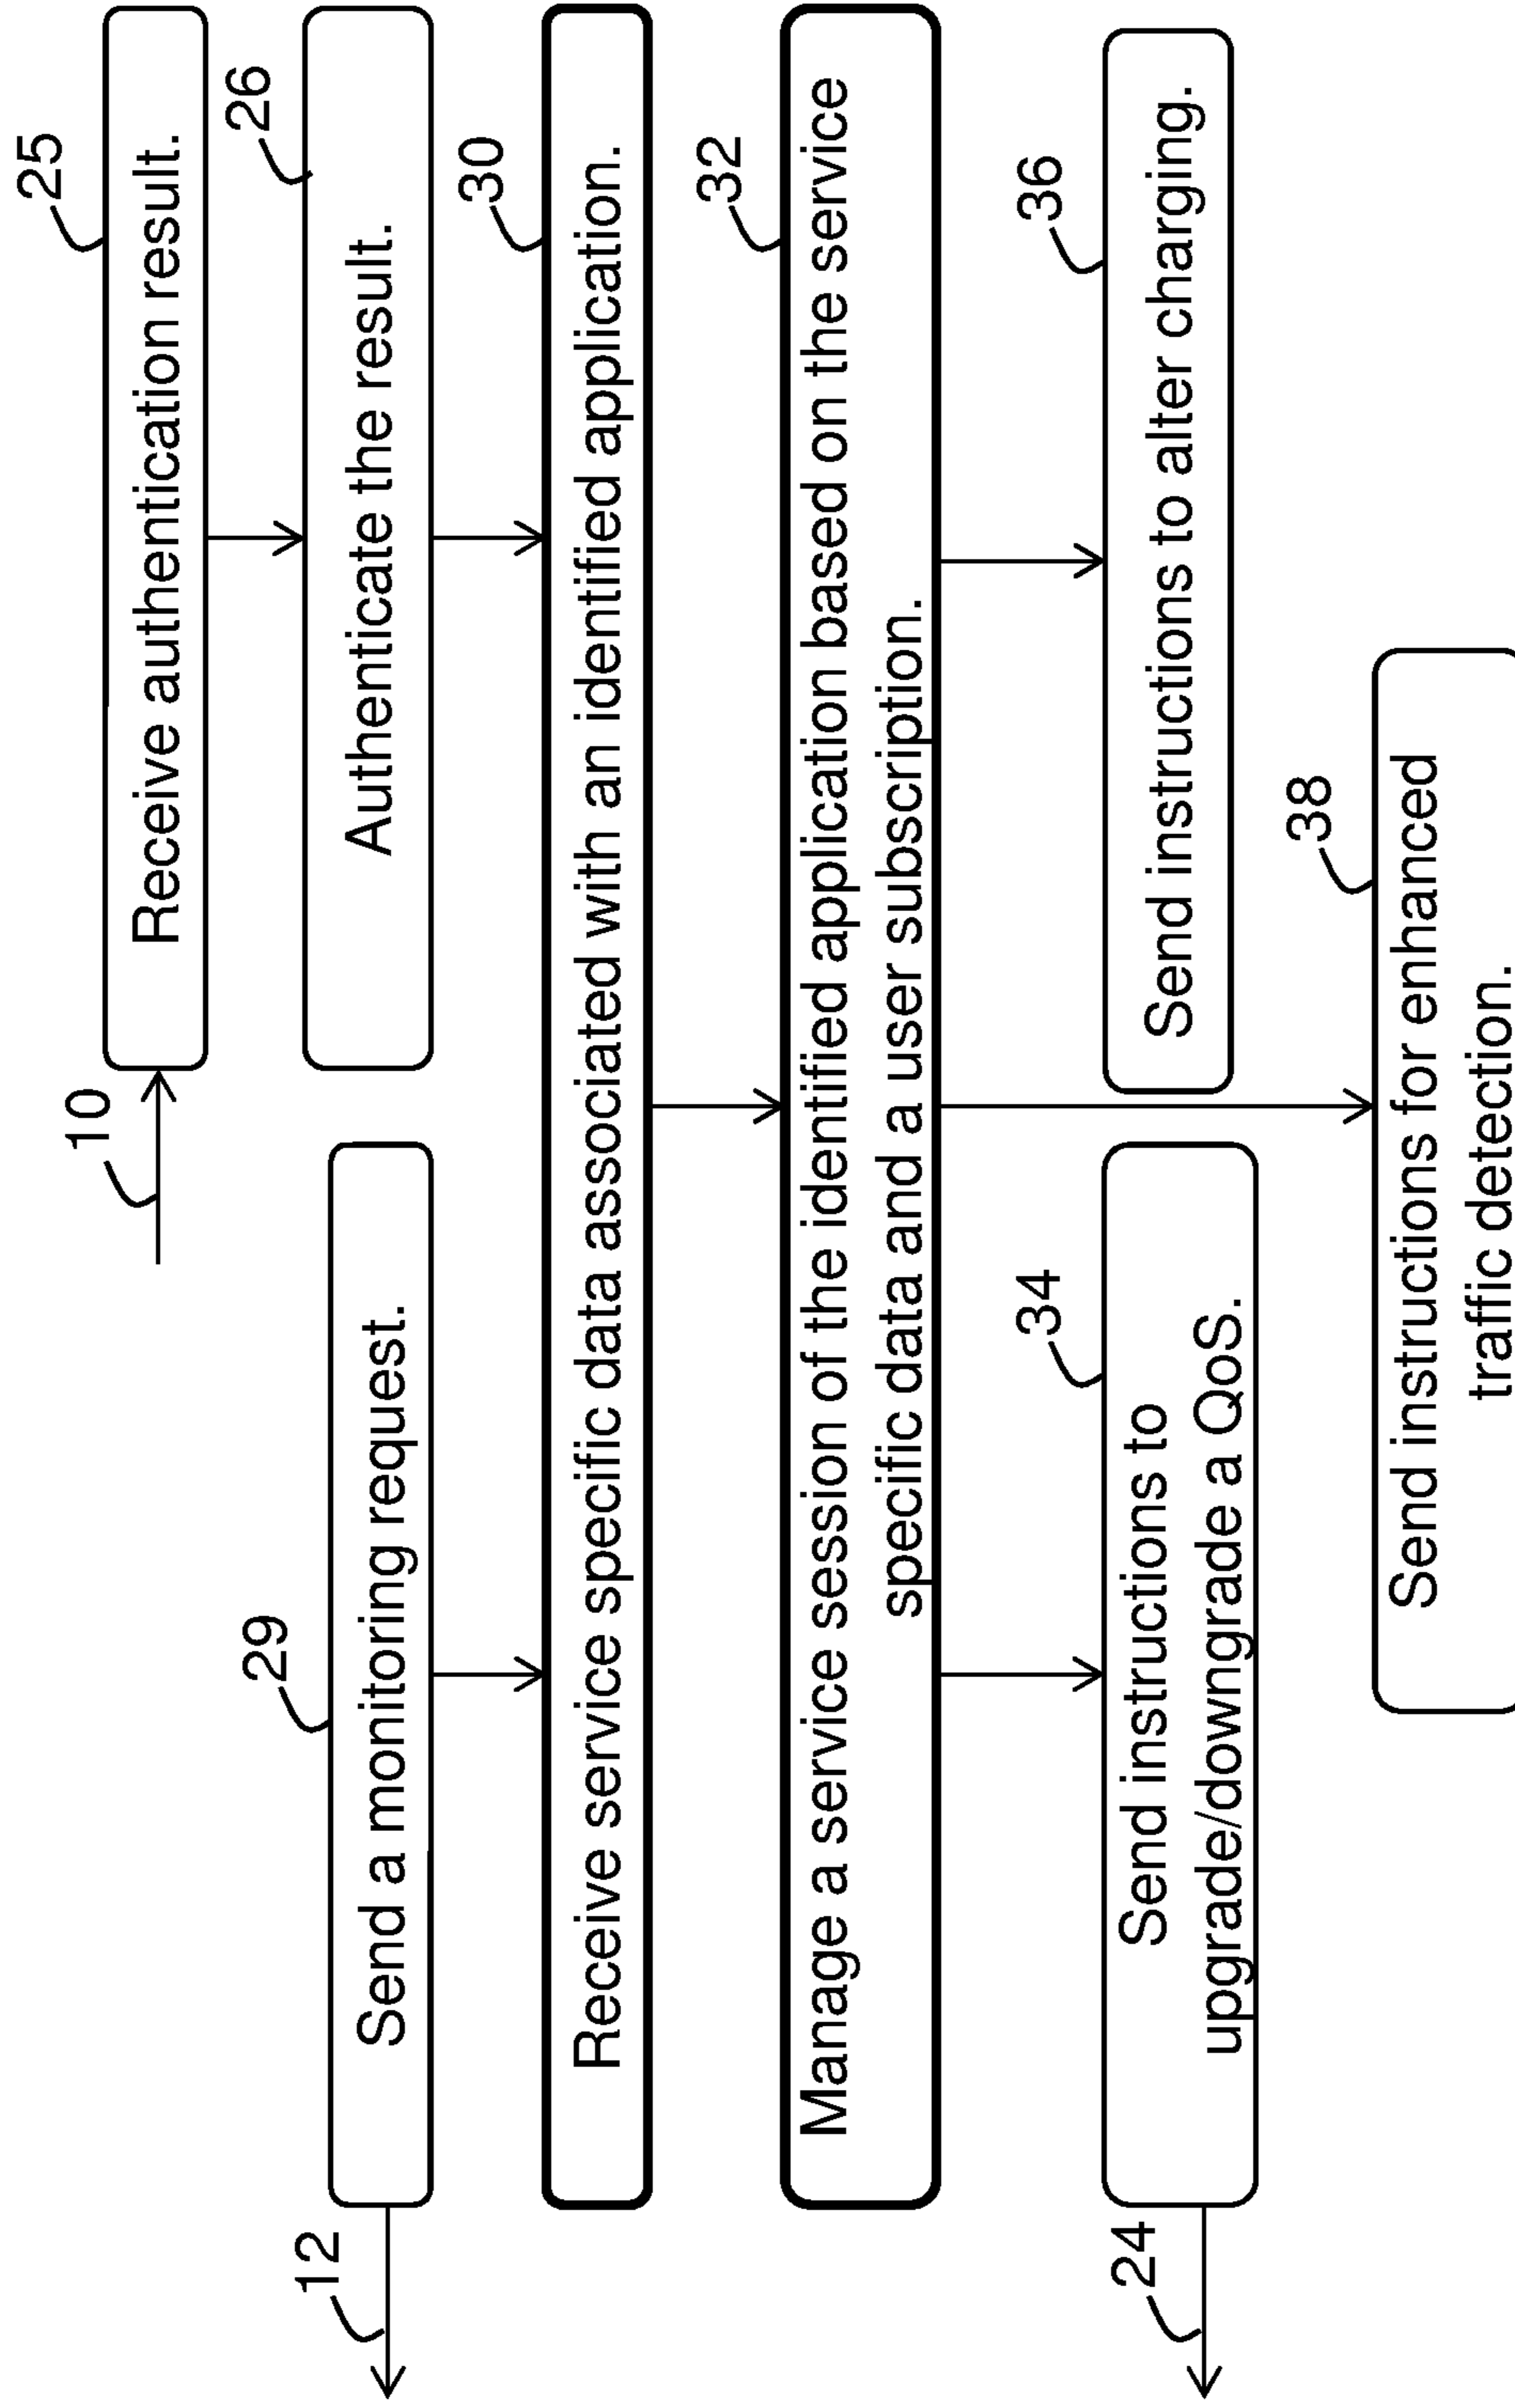 25
10
Receive authentication result.
26
29
12
Send a monitoring request.
Authenticate the result.
30
Receive service specific data associated with an identified application.
32
Manage a service session of the identified application based on the service
specific data and a user subscription.
34
36
24
Send instructions to
upgrade/downgrade a QoS.
Send instructions to alter charging.
38
Send instructions for enhanced
traffic detection.